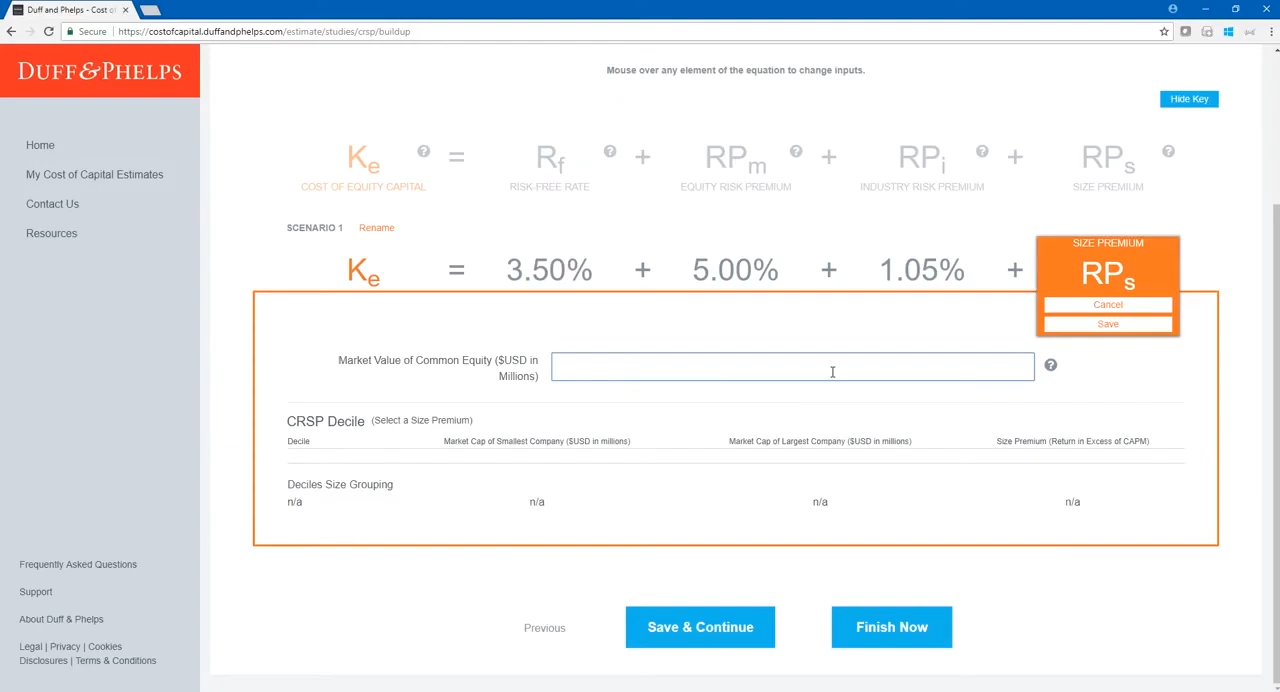 Duff and Phelps - Cost of
Secure | https://costofcapital.duffandphelps.com/estimate/studies/crsp/buildup
DUFF&PHELPS
Home
My Cost of Capital Estimates
Contact Us
Resources
Frequently Asked Questions
Support
About Duff & Phelps
Legal | Privacy | Cookies
Disclosures | Terms & Conditions
Mouse over any element of the equation to change inputs.
Hide Key
Ke ? = Rf ? + RPm ? + RPi ? + RPs ?
COST OF EQUITY CAPITAL RISK-FREE RATE EQUITY RISK PREMIUM INDUSTRY RISK PREMIUM SIZE PREMIUM
SCENARIO 1 Rename
Ke = 3.50% + 5.00% + 1.05% +
SIZE PREMIUM
RPs
Cancel
Save
Market Value of Common Equity ($USD in
Millions) ?
CRSP Decile (Select a Size Premium)
Decile Market Cap of Smallest Company ($USD in millions) Market Cap of Largest Company ($USD in millions) Size Premium (Return in Excess of CAPM)
Deciles Size Grouping
n/a n/a n/a n/a
Previous Save & Continue Finish Now